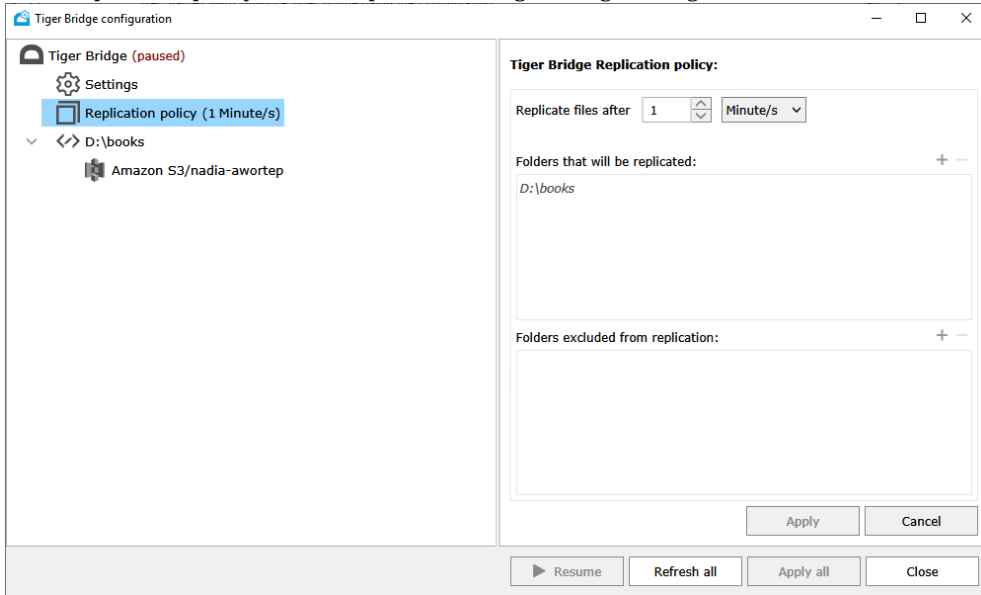 Tiger Bridge configuration
Tiger Bridge (paused)
Settings
Replication policy (1 Minute/s)
D:\books
Amazon S3/nadia-awortep
Tiger Bridge Replication policy:
Replicate files after 1 Minute/s
Folders that will be replicated:
D:\books
Folders excluded from replication:
Apply Cancel
Resume Refresh all Apply all Close